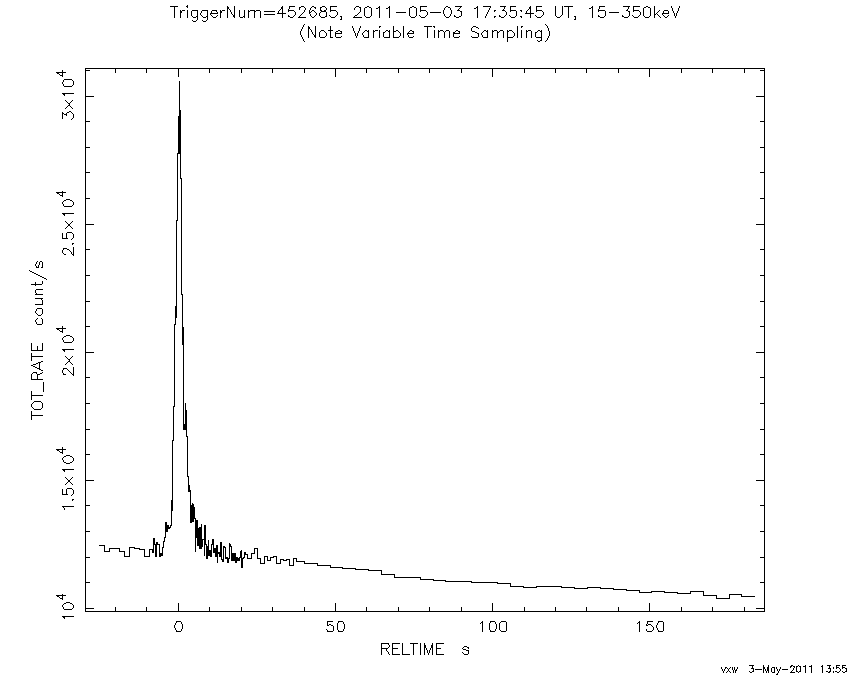 TriggerNum=452685, 2011-05-03 17:35:45 UT, 15-350keV
(Note Variable Time Sampling)
TOT_RATE count/s
3×10⁴
2.5×10⁴
2×10⁴
1.5×10⁴
10⁴
0 50 100 150
RELTIME s
vxw 3-May-2011 13:55